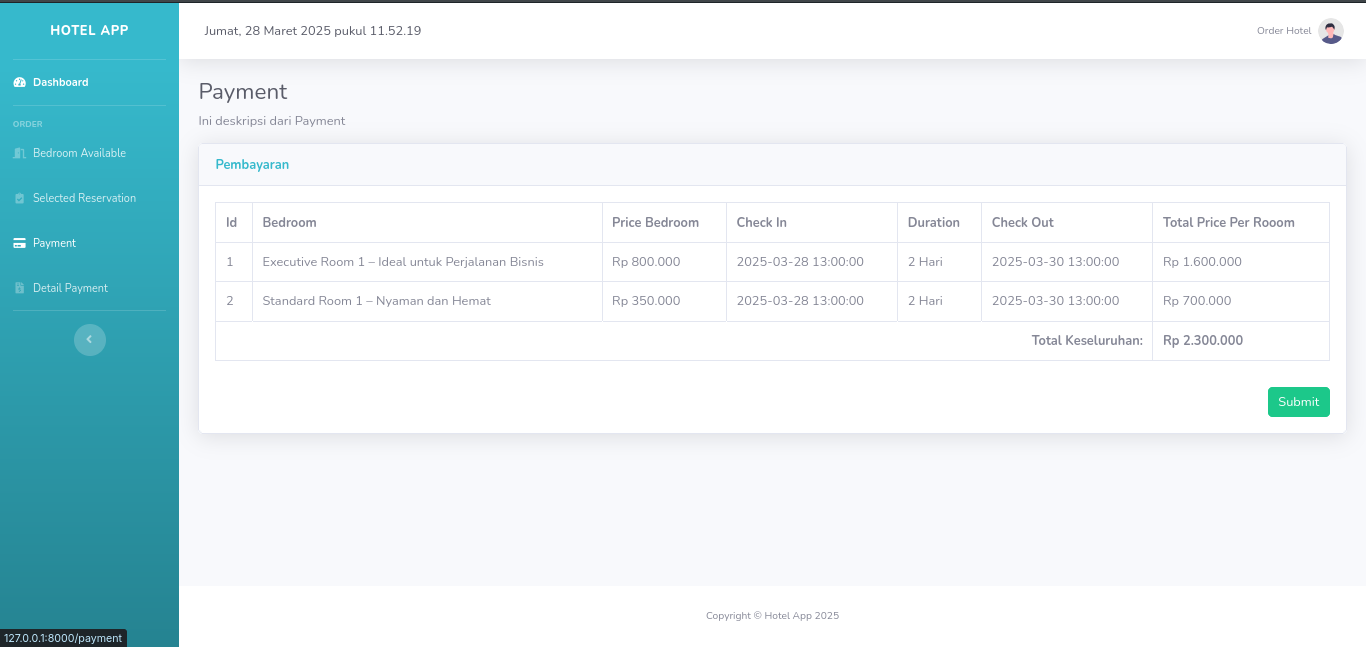 HOTEL APP
Jumat, 28 Maret 2025 pukul 11.52.19
Order Hotel
Dashboard
ORDER
Bedroom Available
Selected Reservation
Payment
Detail Payment
Payment
Ini deskripsi dari Payment
Pembayaran
Id Bedroom Price Bedroom Check In Duration Check Out Total Price Per Rooom
1 Executive Room 1 – Ideal untuk Perjalanan Bisnis Rp 800.000 2025-03-28 13:00:00 2 Hari 2025-03-30 13:00:00 Rp 1.600.000
2 Standard Room 1 – Nyaman dan Hemat Rp 350.000 2025-03-28 13:00:00 2 Hari 2025-03-30 13:00:00 Rp 700.000
Total Keseluruhan: Rp 2.300.000
Submit
Copyright © Hotel App 2025
127.0.0.1:8000/payment